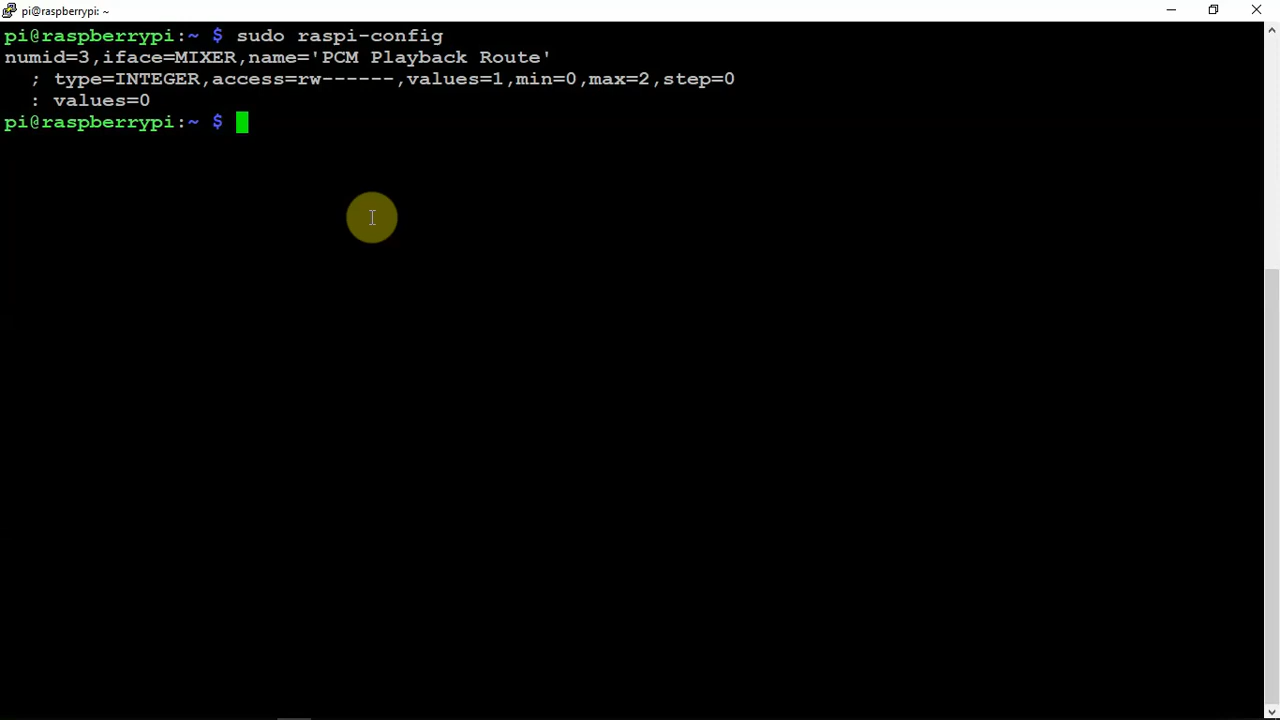 pi@raspberrypi: ~
pi@raspberrypi:~ $ sudo raspi-config
numid=3,iface=MIXER,name='PCM Playback Route'
  ; type=INTEGER,access=rw------,values=1,min=0,max=2,step=0
  : values=0
pi@raspberrypi:~ $